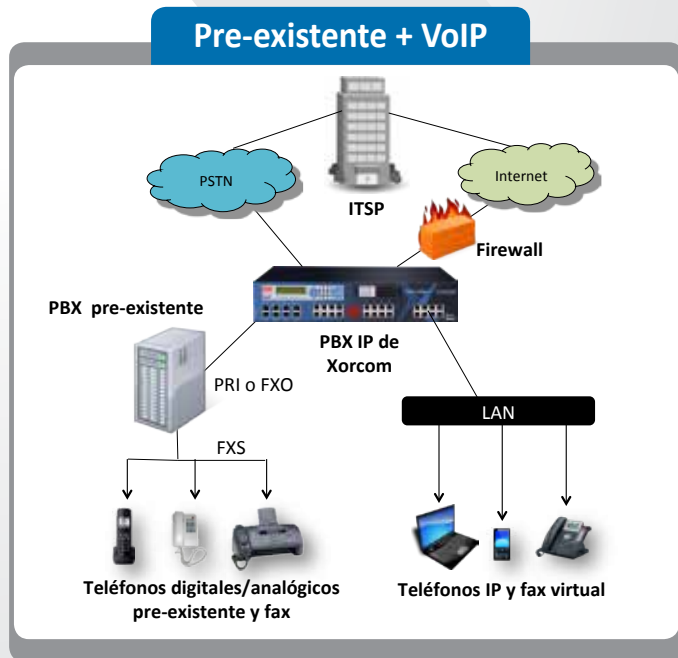 Pre-existente + VoIP
PSTN
Internet
ITSP
Firewall
PBX pre-existente
PBX IP de
Xorcom
PRI o FXO
LAN
FXS
Teléfonos digitales/analógicos
pre-existente y fax
Teléfonos IP y fax virtual